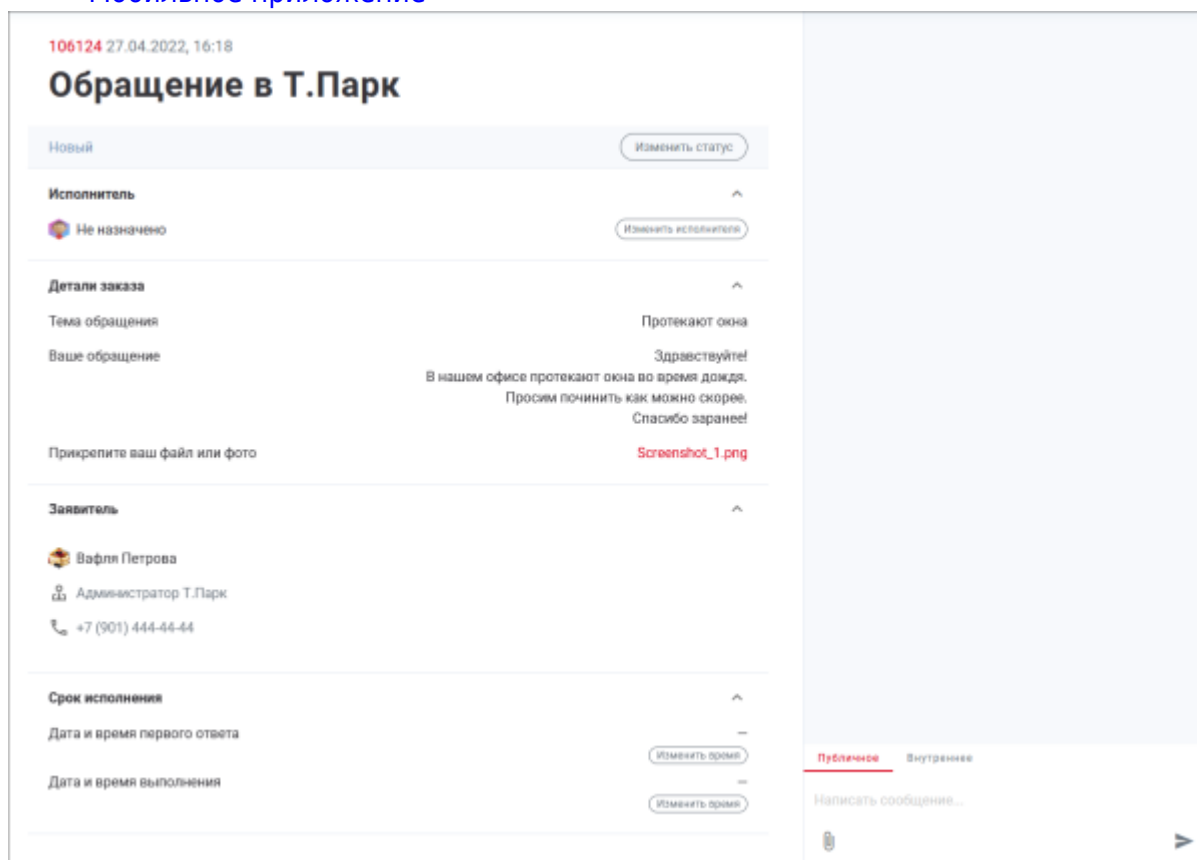 Мобильное приложение
106124 27.04.2022, 16:18
Обращение в Т.Парк
Новый
Изменить статус
Исполнитель
Не назначено
Изменить исполнителя
Детали заказа
Тема обращения
Протекают окна
Ваше обращение
Здравствуйте!
В нашем офисе протекают окна во время дождя.
Просим починить как можно скорее.
Спасибо заранее!
Прикрепите ваш файл или фото
Screenshot_1.png
Заявитель
Вафля Петрова
Администратор Т.Парк
+7 (901) 444-44-44
Срок исполнения
Дата и время первого ответа
–
Изменить время
Дата и время выполнения
–
Изменить время
Публичное
Внутреннее
Написать сообщение...